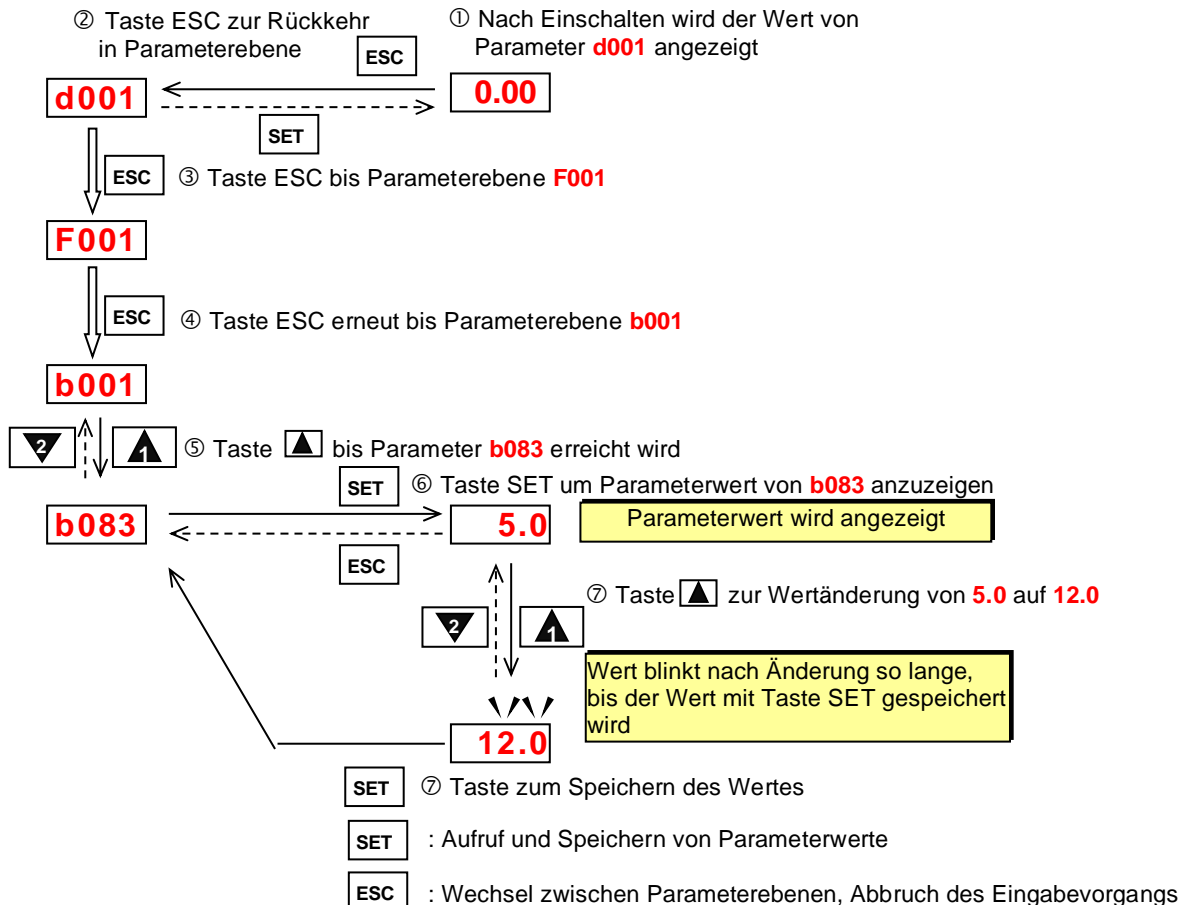 ② Taste ESC zur Rückkehr
in Parameterebene
① Nach Einschalten wird der Wert von
Parameter d001 angezeigt
ESC
d001
0.00
SET
ESC
③ Taste ESC bis Parameterebene F001
F001
ESC
④ Taste ESC erneut bis Parameterebene b001
b001
2
1
⑤ Taste ▲ bis Parameter b083 erreicht wird
SET
⑥ Taste SET um Parameterwert von b083 anzuzeigen
b083
5.0
Parameterwert wird angezeigt
ESC
⑦ Taste ▲ zur Wertänderung von 5.0 auf 12.0
2
1
Wert blinkt nach Änderung so lange,
bis der Wert mit Taste SET gespeichert
wird
12.0
SET
⑦ Taste zum Speichern des Wertes
SET
: Aufruf und Speichern von Parameterwerte
ESC
: Wechsel zwischen Parameterebenen, Abbruch des Eingabevorgangs